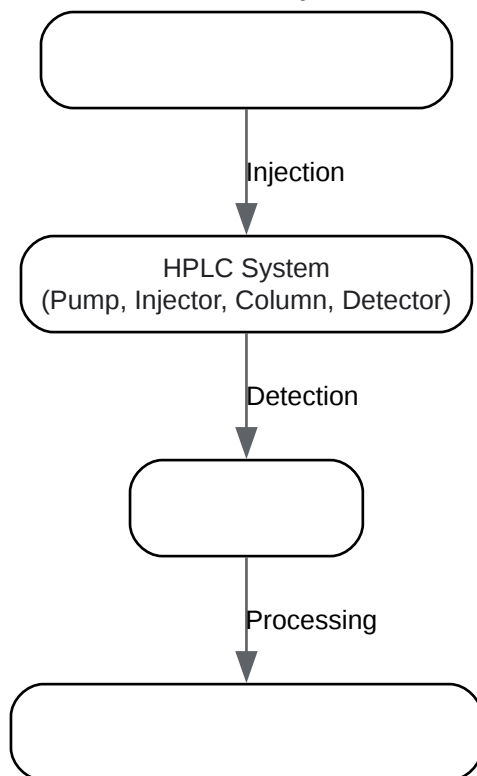 Injection
HPLC System
(Pump, Injector, Column, Detector)
Detection
Processing